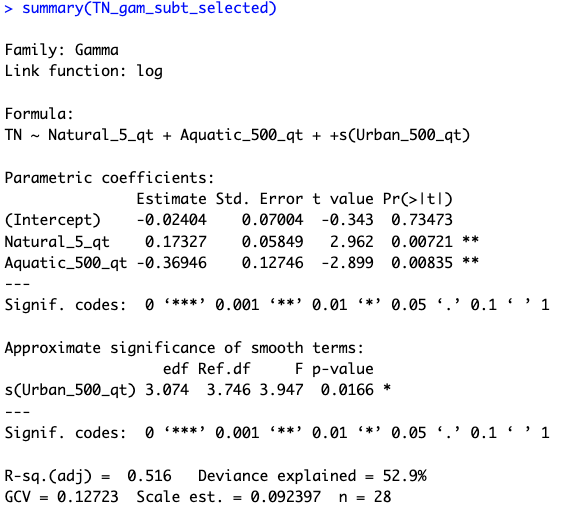 > summary(TN_gam_subt_selected)
Family: Gamma
Link function: log
Formula:
TN ~ Natural_5_qt + Aquatic_500_qt + +s(Urban_500_qt)
Parametric coefficients:
Estimate Std. Error t value Pr(>|t|)
(Intercept) -0.02404 0.07004 -0.343 0.73473
Natural_5_qt 0.17327 0.05849 2.962 0.00721 **
Aquatic_500_qt -0.36946 0.12746 -2.899 0.00835 **
---
Signif. codes: 0 ‘***’ 0.001 ‘**’ 0.01 ‘*’ 0.05 ‘.’ 0.1 ‘ ’ 1
Approximate significance of smooth terms:
edf Ref.df F p-value
s(Urban_500_qt) 3.074 3.746 3.947 0.0166 *
---
Signif. codes: 0 ‘***’ 0.001 ‘**’ 0.01 ‘*’ 0.05 ‘.’ 0.1 ‘ ’ 1
R-sq.(adj) = 0.516 Deviance explained = 52.9%
GCV = 0.12723 Scale est. = 0.092397 n = 28